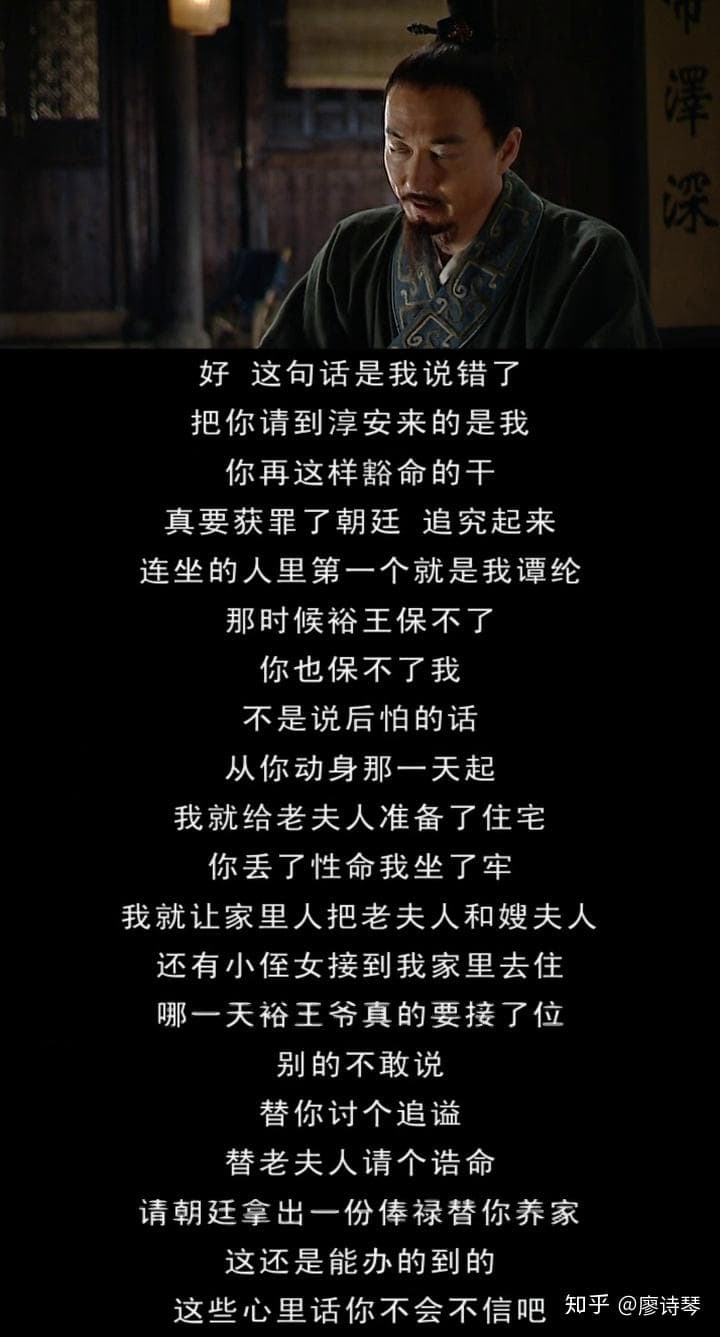 帝澤深
好 这句话是我说错了
把你请到淳安来的是我
你再这样豁命的干
真要获罪了朝廷 追究起来
连坐的人里第一个就是我谭纶
那时候裕王保不了
你也保不了我
不是说后怕的话
从你动身那一天起
我就给老夫人准备了住宅
你丢了性命我坐了牢
我就让家里人把老夫人和嫂夫人
还有小侄女接到我家里去住
哪一天裕王爷真的要接了位
别的不敢说
替你讨个追谥
替老夫人请个诰命
请朝廷拿出一份俸禄替你养家
这还是能办的到的
这些心里话你不会不信吧
知乎 @廖诗琴